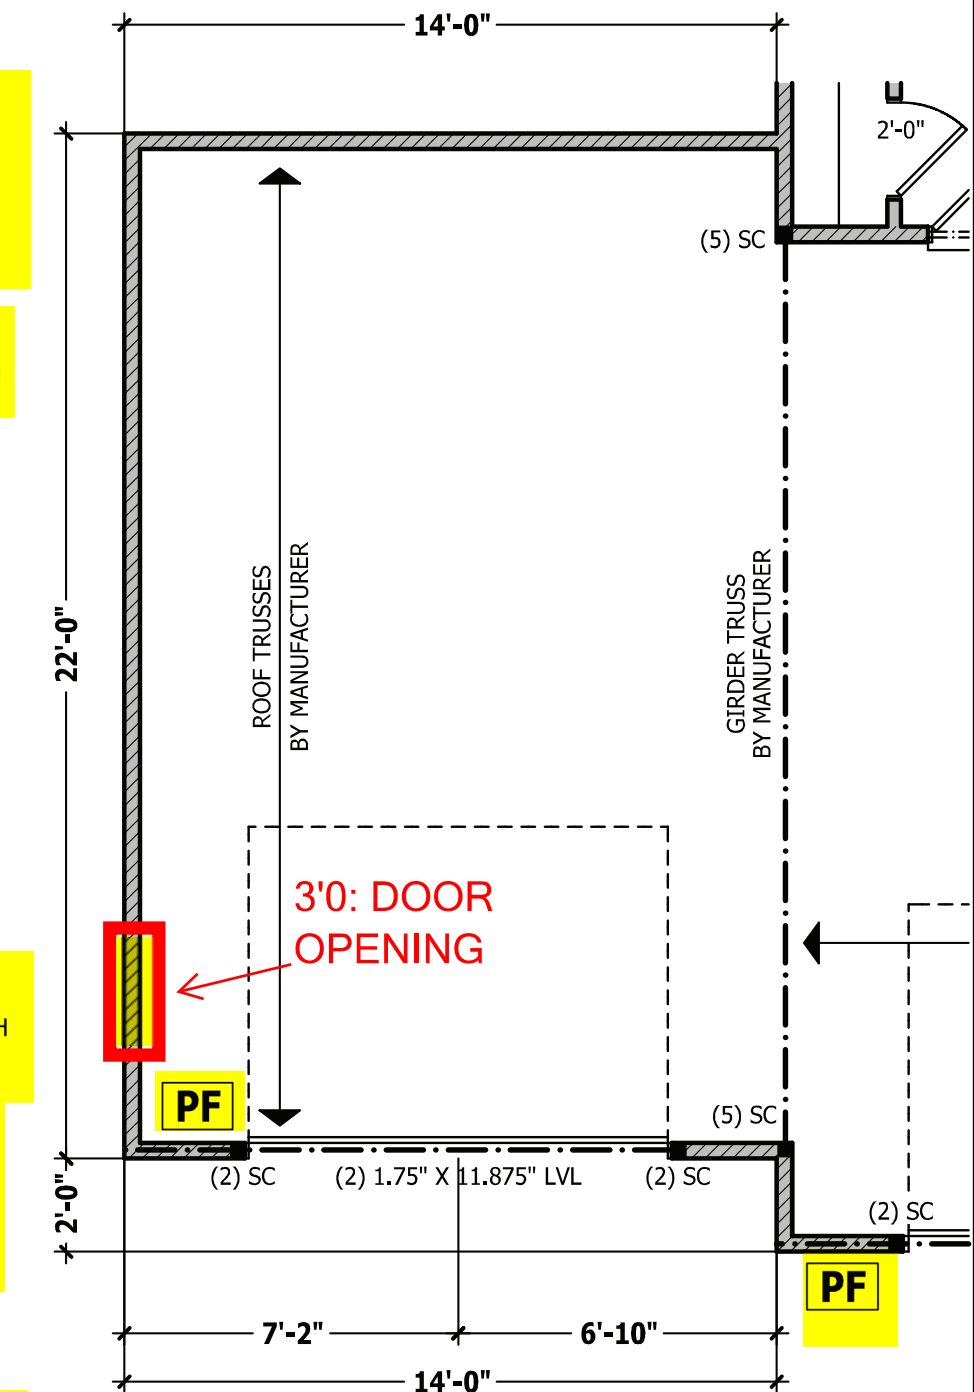 14'-0"
2'-0"
(5) SC
22'-0"
ROOF TRUSSES
BY MANUFACTURER
GIRDER TRUSS
BY MANUFACTURER
3'0: DOOR
OPENING
H
PF
(5) SC
(2) SC
(2) 1.75" X 11.875" LVL
(2) SC
2'-0"
(2) SC
PF
7'-2"
6'-10"
14'-0"